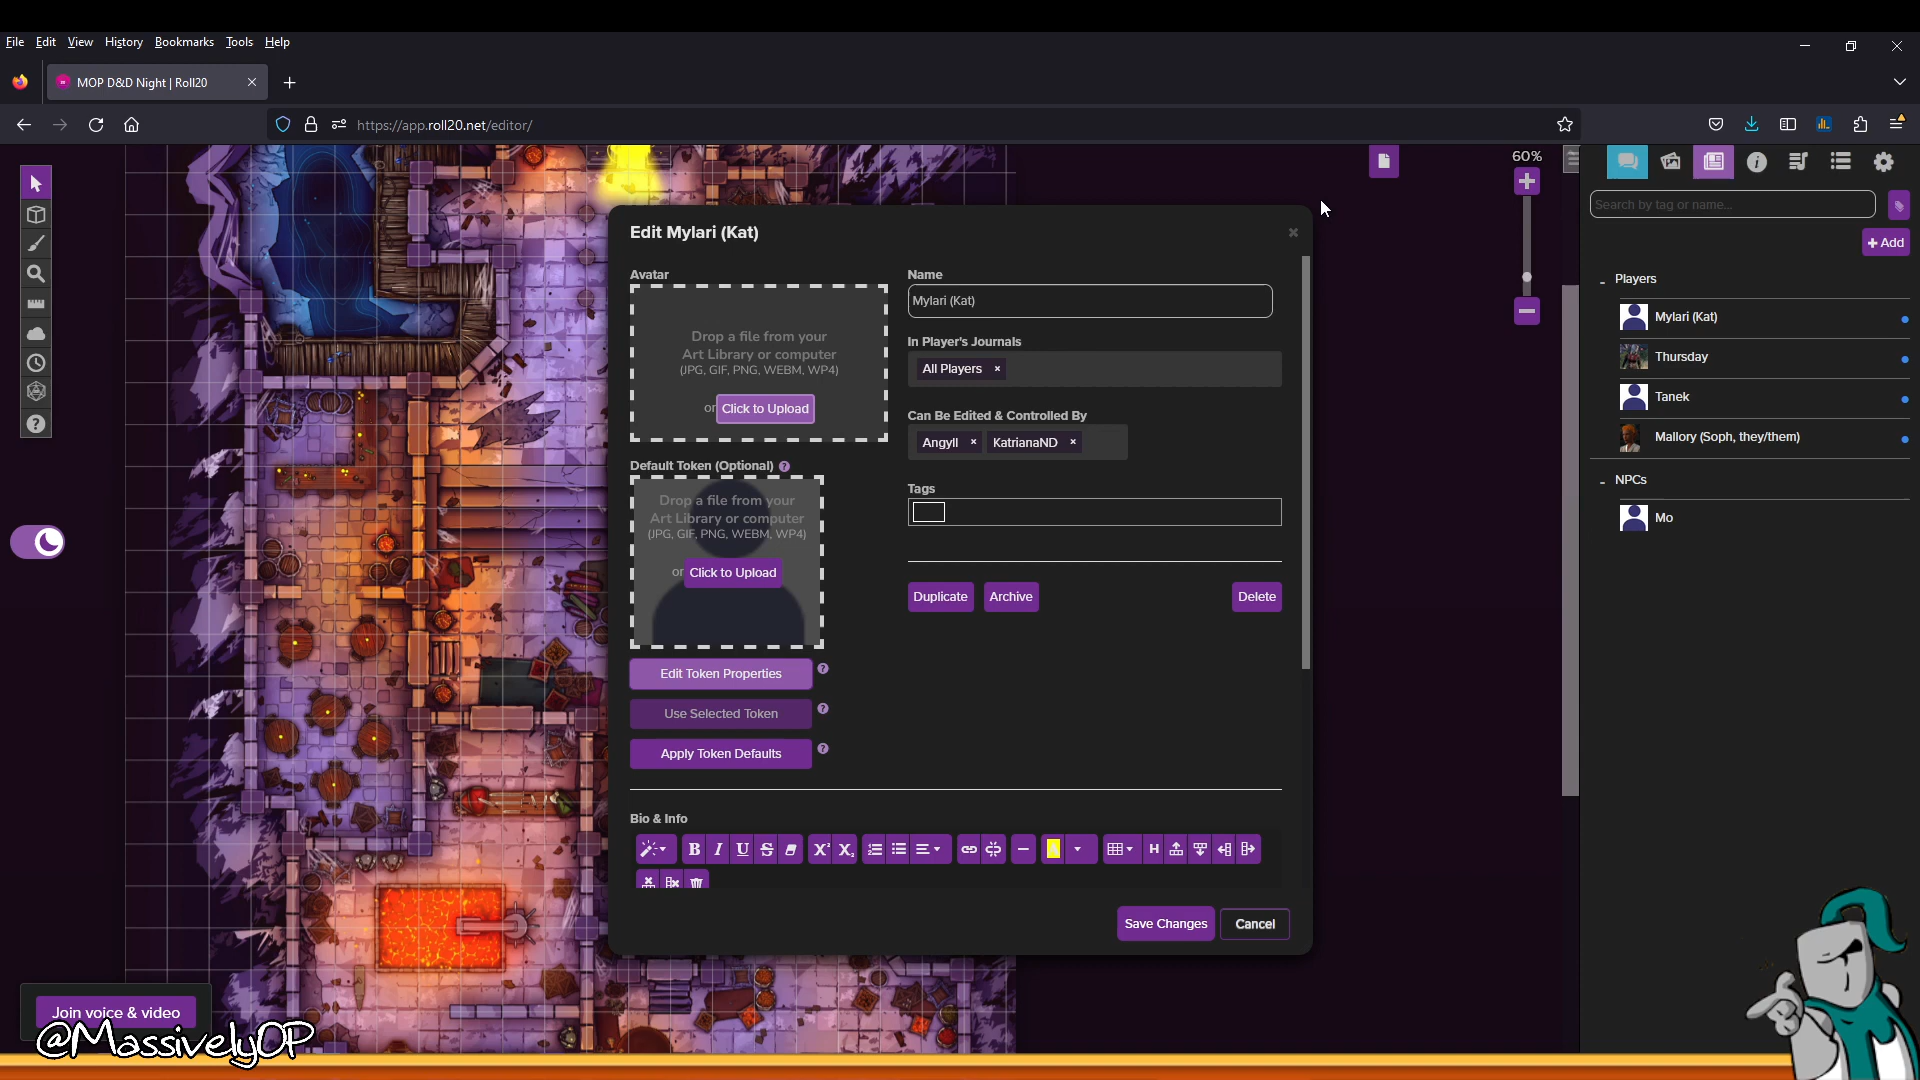 File Edit View History Bookmarks Tools Help
MOP D&D Night | Roll20
https://app.roll20.net/editor/
60%
Search by tag or name...
+ Add
Players
Mylari (Kat)
Thursday
Tanek
Mallory (Soph, they/them)
NPCs
Mo
Edit Mylari (Kat)
Avatar
Drop a file from your
Art Library or computer
(JPG, GIF, PNG, WEBM, WP4)
or Click to Upload
Default Token (Optional) ?
Drop a file from your
Art Library or computer
(JPG, GIF, PNG, WEBM, WP4)
or Click to Upload
Edit Token Properties ?
Use Selected Token ?
Apply Token Defaults ?
Name
Mylari (Kat)
In Player's Journals
All Players ×
Can Be Edited & Controlled By
Angyll × KatrianaND ×
Tags
Duplicate Archive Delete
Bio & Info
B I U S X² X₂ A H
Save Changes Cancel
Join voice & video
@MassivelyOP